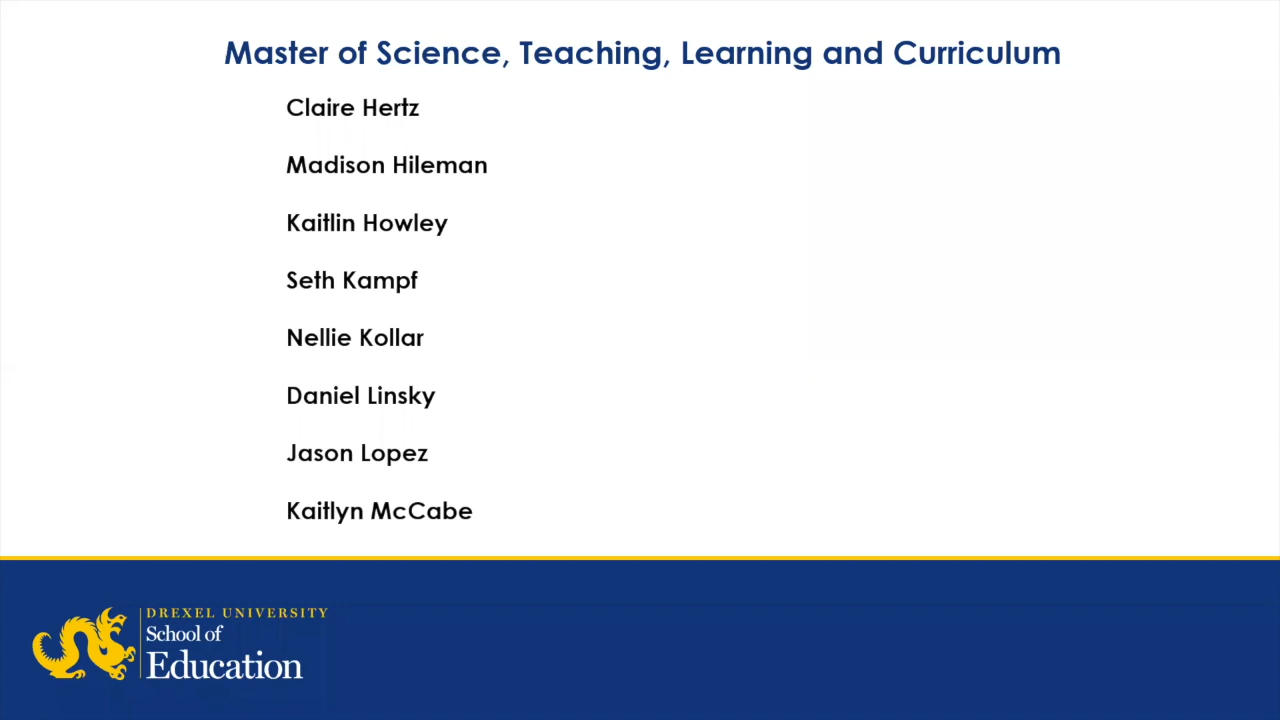 Master of Science, Teaching, Learning and Curriculum
Claire Hertz
Madison Hileman
Kaitlin Howley
Seth Kampf
Nellie Kollar
Daniel Linsky
Jason Lopez
Kaitlyn McCabe
DREXEL UNIVERSITY
School of
Education